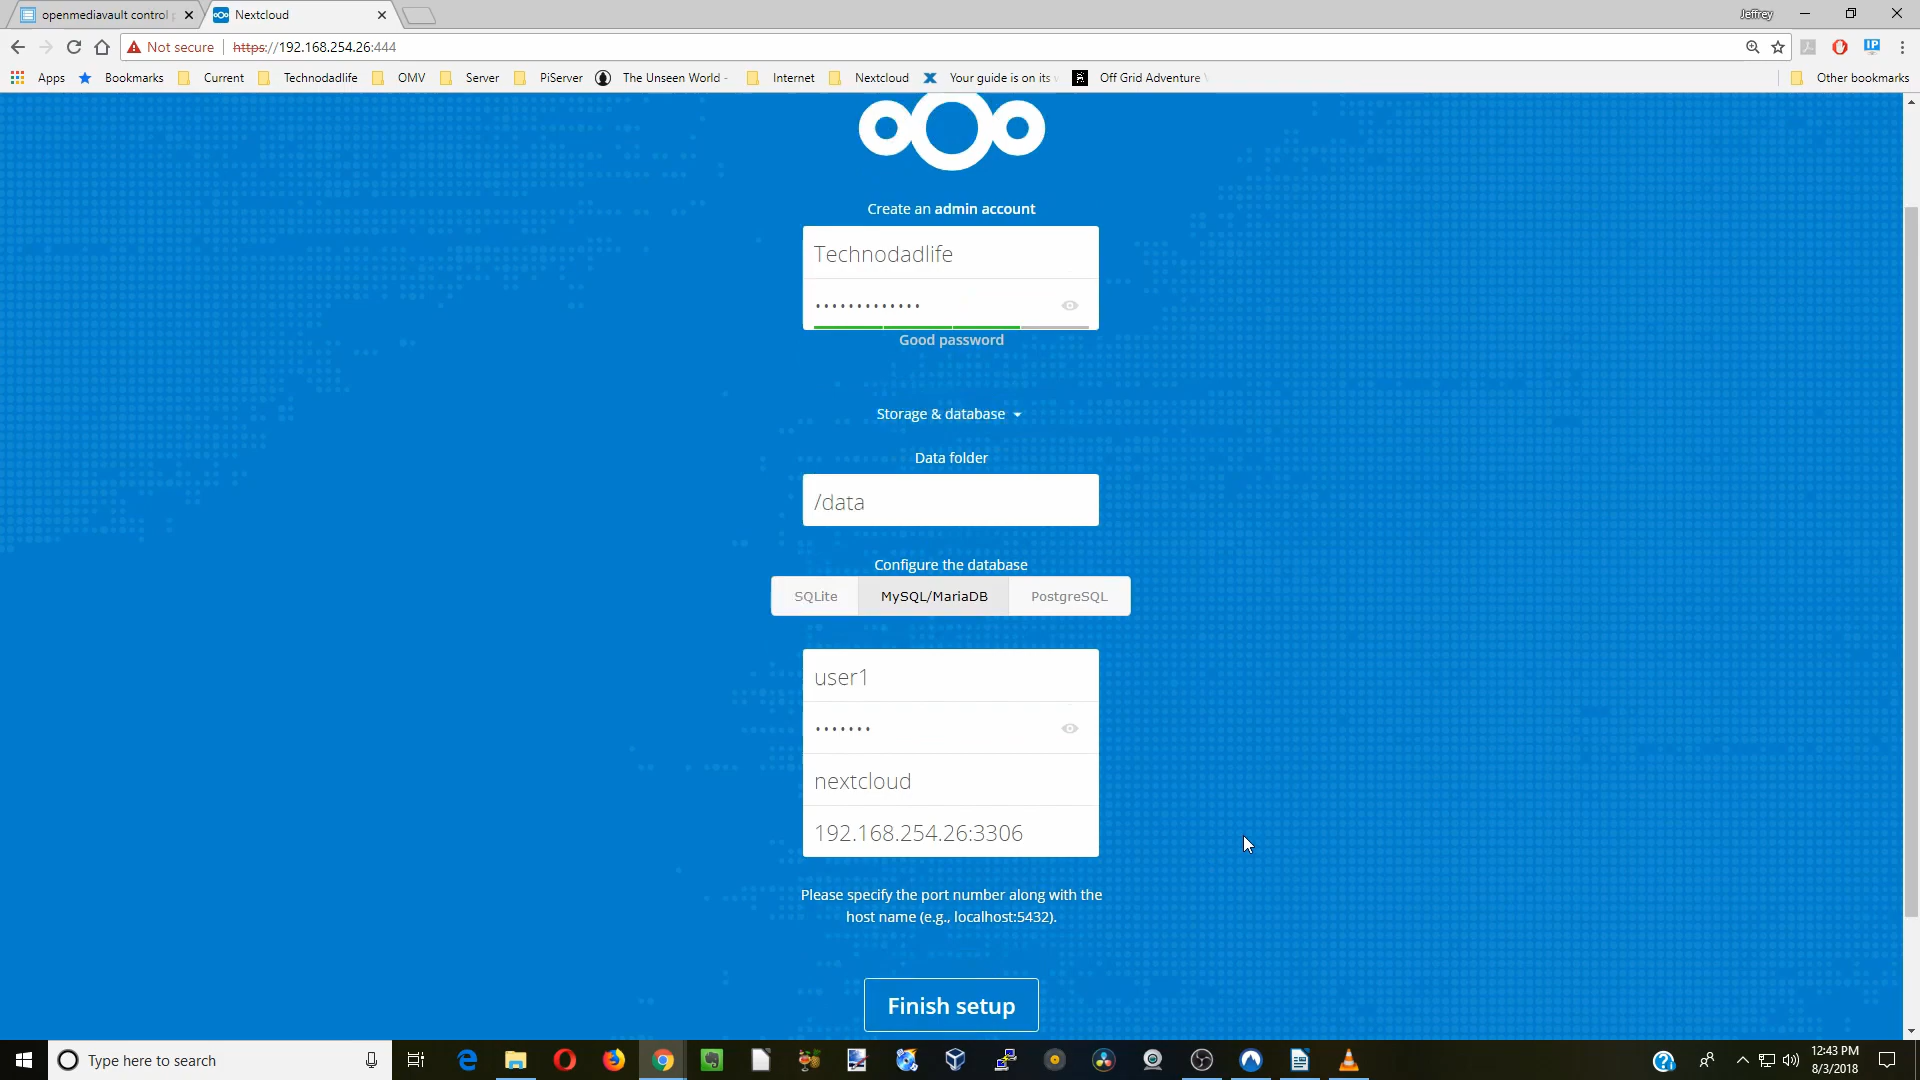 openmediavault control
Nextcloud
Jeffrey
Not secure
https://192.168.254.26:444
IP
Apps
Bookmarks
Current
Technodadlife
OMV
Server
PiServer
The Unseen World -
Internet
Nextcloud
Your guide is on its
Off Grid Adventure
Other bookmarks
Create an admin account
Technodadlife
•••••••••••••
Good password
Storage & database
Data folder
/data
Configure the database
SQLite
MySQL/MariaDB
PostgreSQL
user1
•••••••
nextcloud
192.168.254.26:3306
Please specify the port number along with the
host name (e.g., localhost:5432).
Finish setup
Type here to search
12:43 PM
8/3/2018